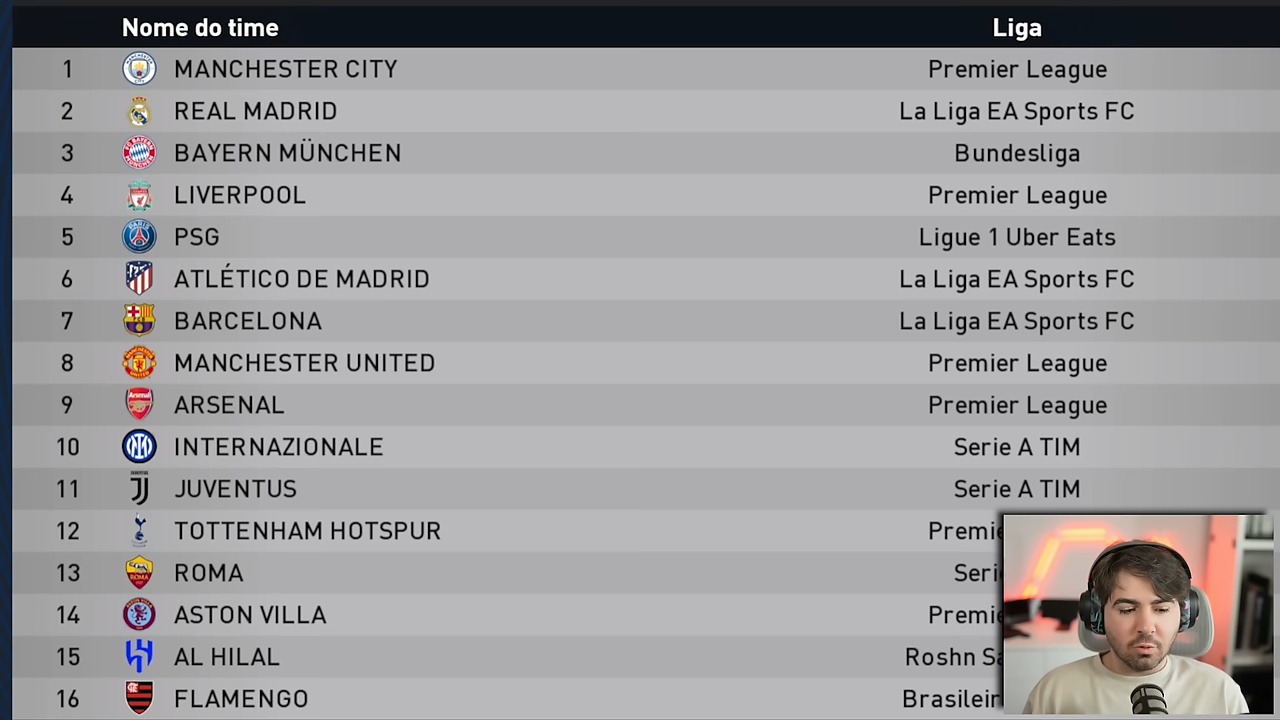 Nome do time Liga
1 MANCHESTER CITY Premier League
2 REAL MADRID La Liga EA Sports FC
3 BAYERN MÜNCHEN Bundesliga
4 LIVERPOOL Premier League
5 PSG Ligue 1 Uber Eats
6 ATLÉTICO DE MADRID La Liga EA Sports FC
7 BARCELONA La Liga EA Sports FC
8 MANCHESTER UNITED Premier League
9 ARSENAL Premier League
10 INTERNAZIONALE Serie A TIM
11 JUVENTUS Serie A TIM
12 TOTTENHAM HOTSPUR
13 ROMA
14 ASTON VILLA
15 AL HILAL Roshn
16 FLAMENGO